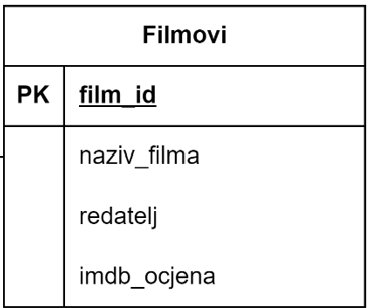 Filmovi
PK film_id
naziv_filma
redatelj
imdb_ocjena